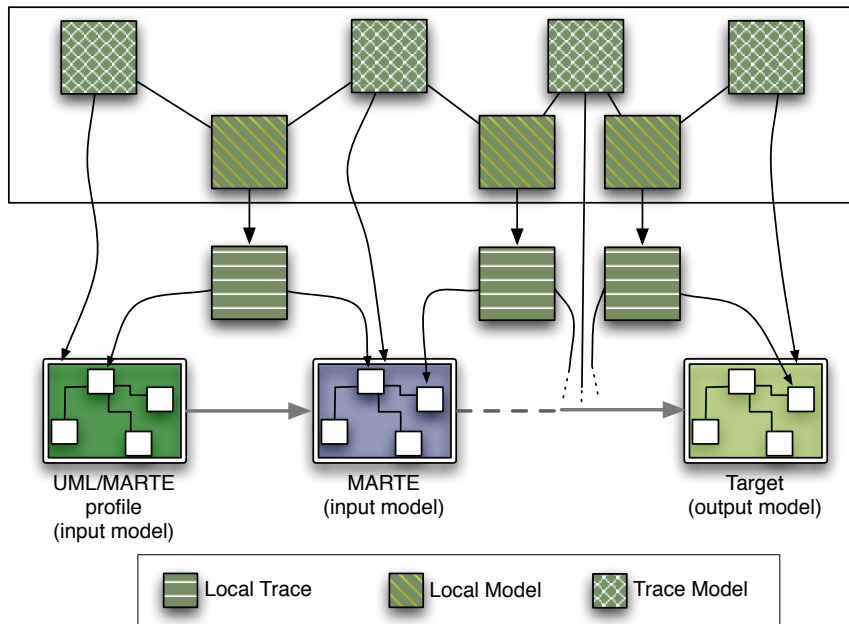 UML/MARTE
profile
(input model)
MARTE
(input model)
Target
(output model)
Local Trace
Local Model
Trace Model